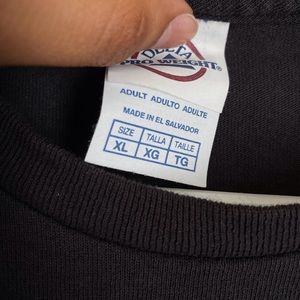 DELTA
PRO WEIGHT®
ADULT ADULTO ADULTE
MADE IN EL SALVADOR
SIZE TALLA TAILLE
XL XG TG